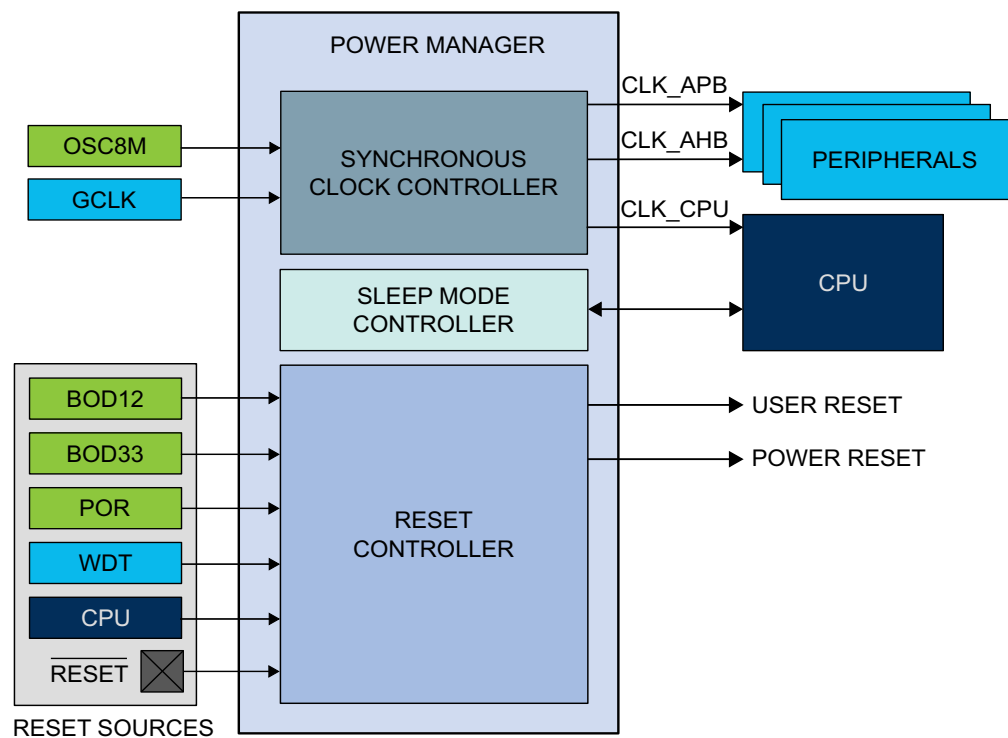 POWER MANAGER
OSC8M
GCLK
SYNCHRONOUS
CLOCK CONTROLLER
CLK_APB
CLK_AHB
CLK_CPU
PERIPHERALS
CPU
SLEEP MODE
CONTROLLER
BOD12
BOD33
POR
WDT
CPU
RESET
RESET SOURCES
RESET
CONTROLLER
USER RESET
POWER RESET